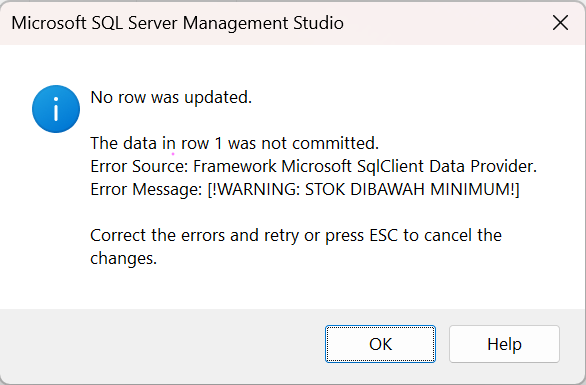 Microsoft SQL Server Management Studio
No row was updated.
The data in row 1 was not committed.
Error Source: Framework Microsoft SqlClient Data Provider.
Error Message: [!WARNING: STOK DIBAWAH MINIMUM!]
Correct the errors and retry or press ESC to cancel the
changes.
OK
Help